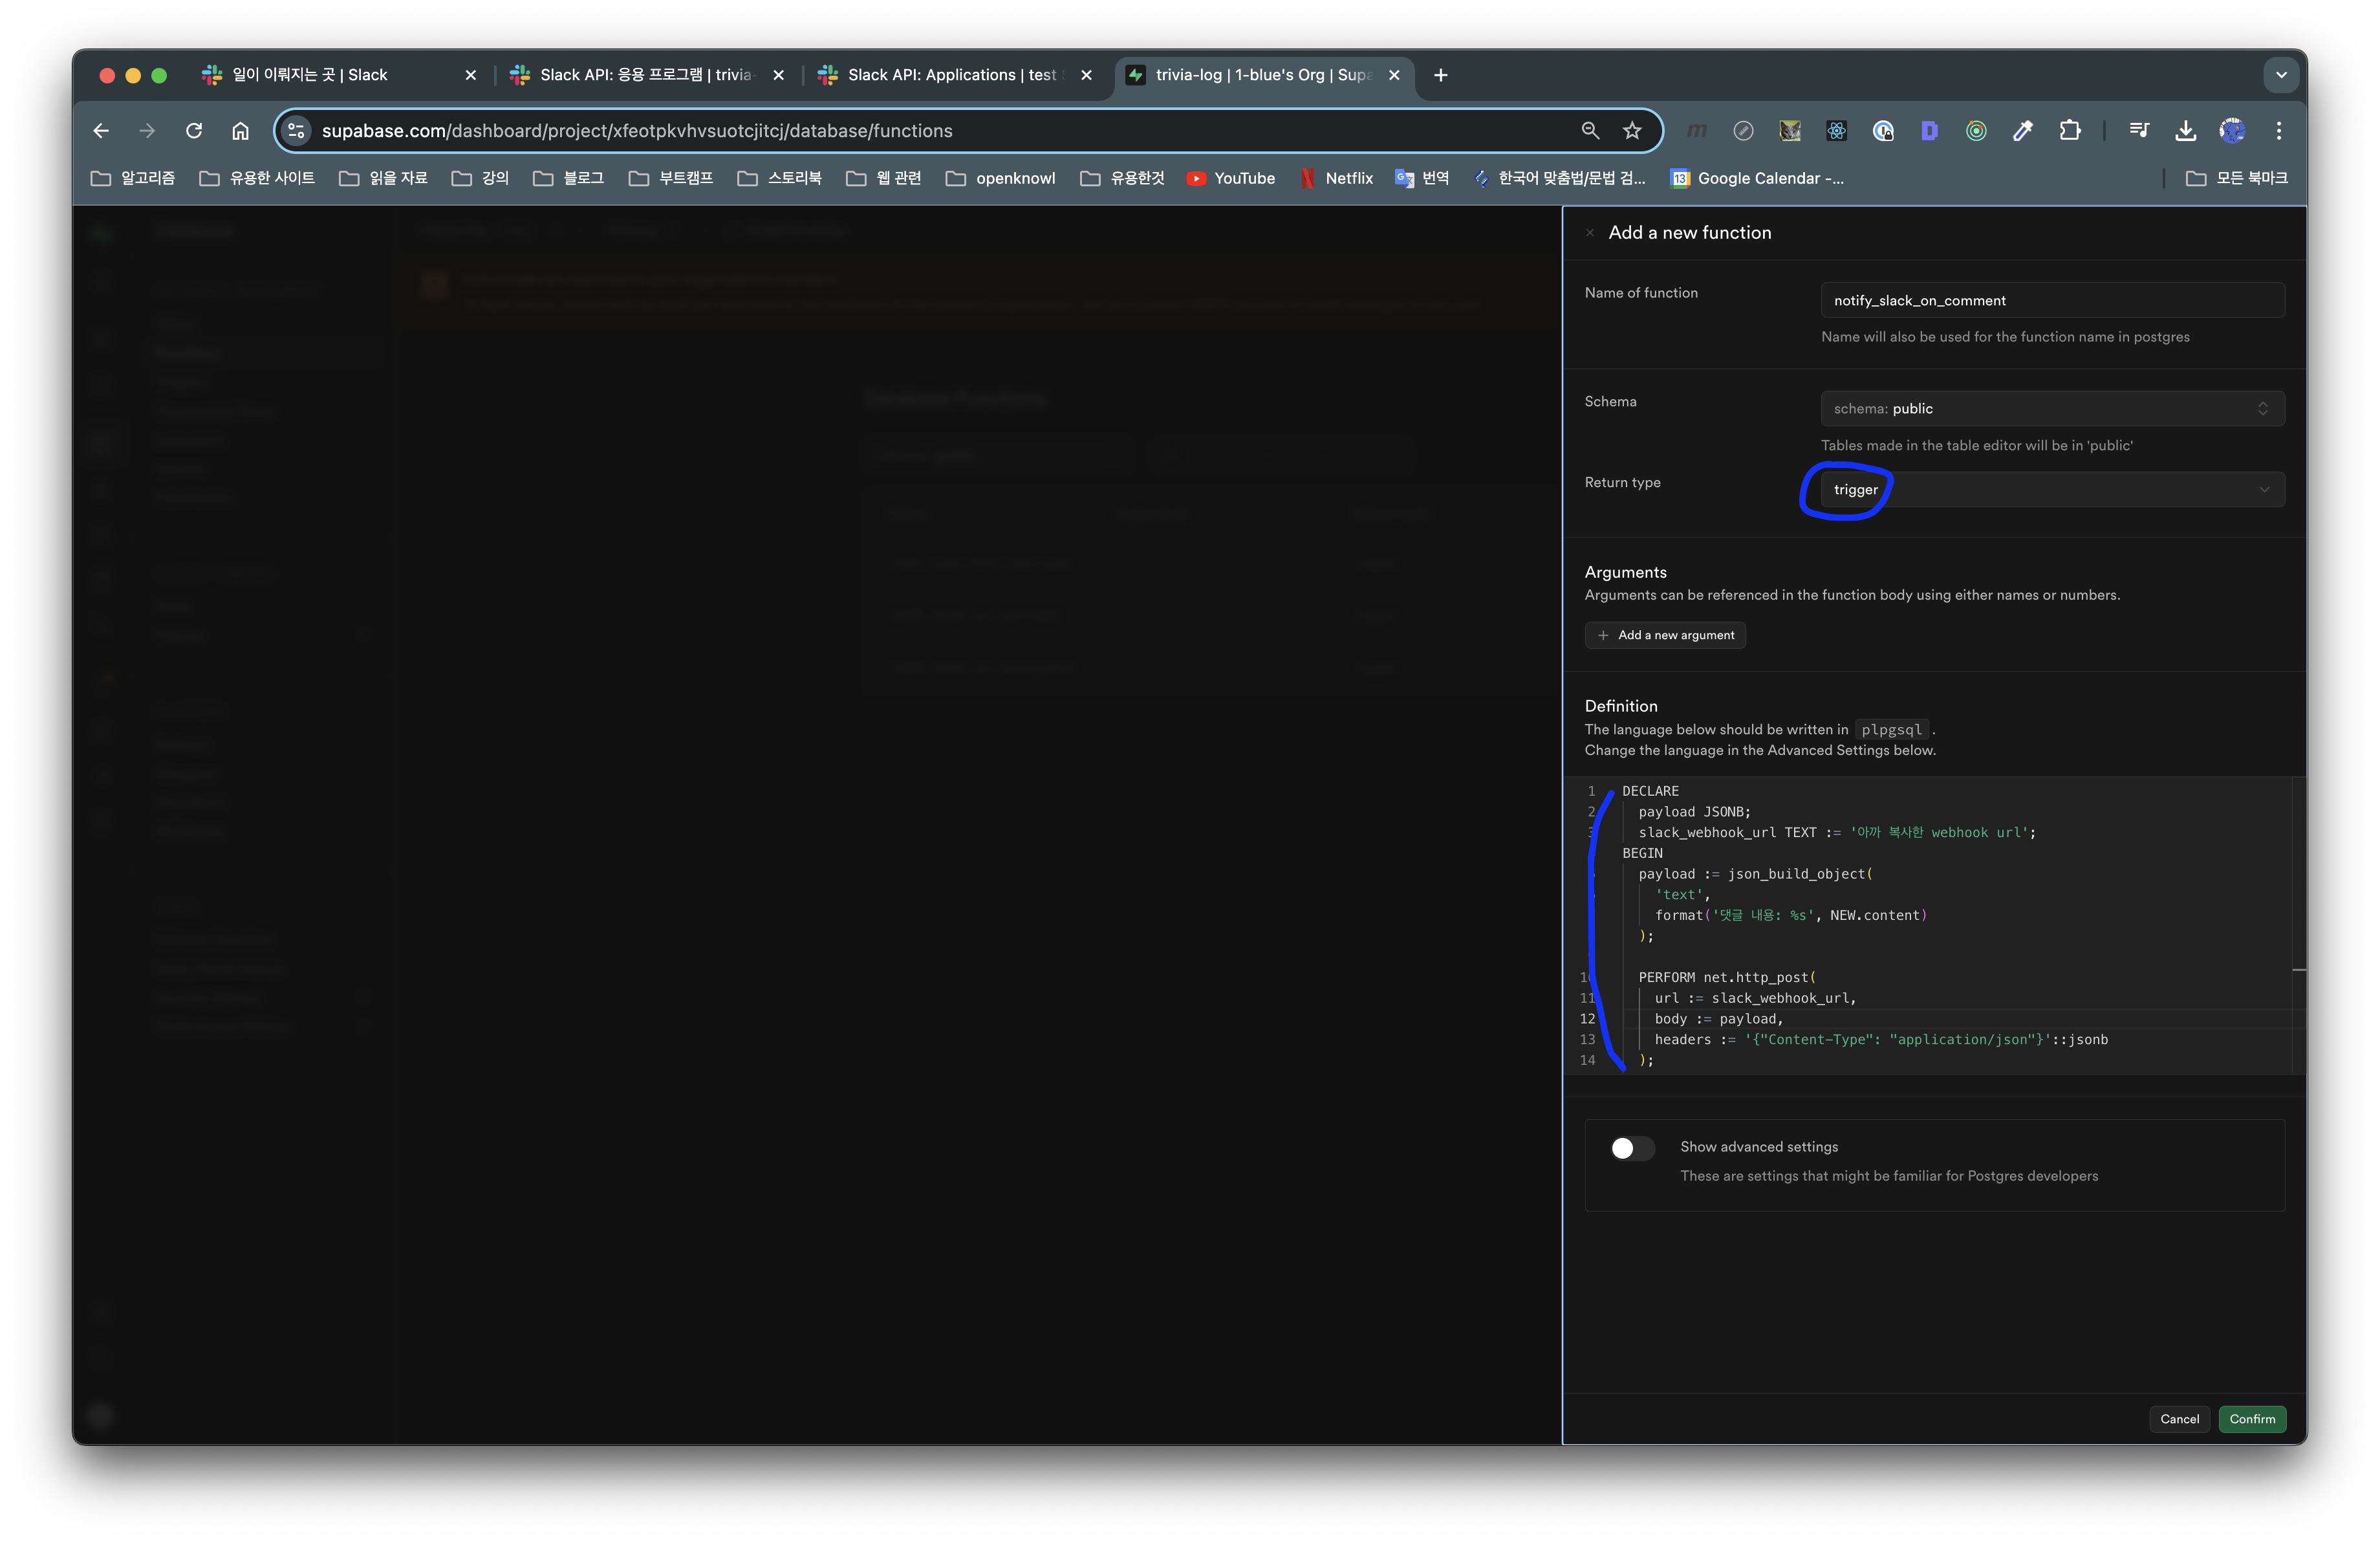 일이 이뤄지는 곳 | Slack
Slack API: 응용 프로그램 | trivia-
Slack API: Applications | test S
trivia-log | 1-blue's Org | Supa
supabase.com/dashboard/project/xfeotpkvhvsuotcjitcj/database/functions
알고리즘
유용한 사이트
읽을 자료
강의
블로그
부트캠프
스토리북
웹 관련
openknowl
유용한것
YouTube
Netflix
번역
한국어 맞춤법/문법 검...
13
Google Calendar -...
모든 북마크
Add a new function
Name of function
notify_slack_on_comment
Name will also be used for the function name in postgres
Schema
schema: public
Tables made in the table editor will be in 'public'
Return type
trigger
Arguments
Arguments can be referenced in the function body using either names or numbers.
Add a new argument
Definition
The language below should be written in plpgsql .
Change the language in the Advanced Settings below.
1 DECLARE
2 payload JSONB;
3 slack_webhook_url TEXT := '아까 복사한 webhook url';
BEGIN
payload := json_build_object(
'text',
format('댓글 내용: %s', NEW.content)
);
10 PERFORM net.http_post(
11 url := slack_webhook_url,
12 body := payload,
13 headers := '{"Content-Type": "application/json"}'::jsonb
14 );
Show advanced settings
These are settings that might be familiar for Postgres developers
Cancel
Confirm